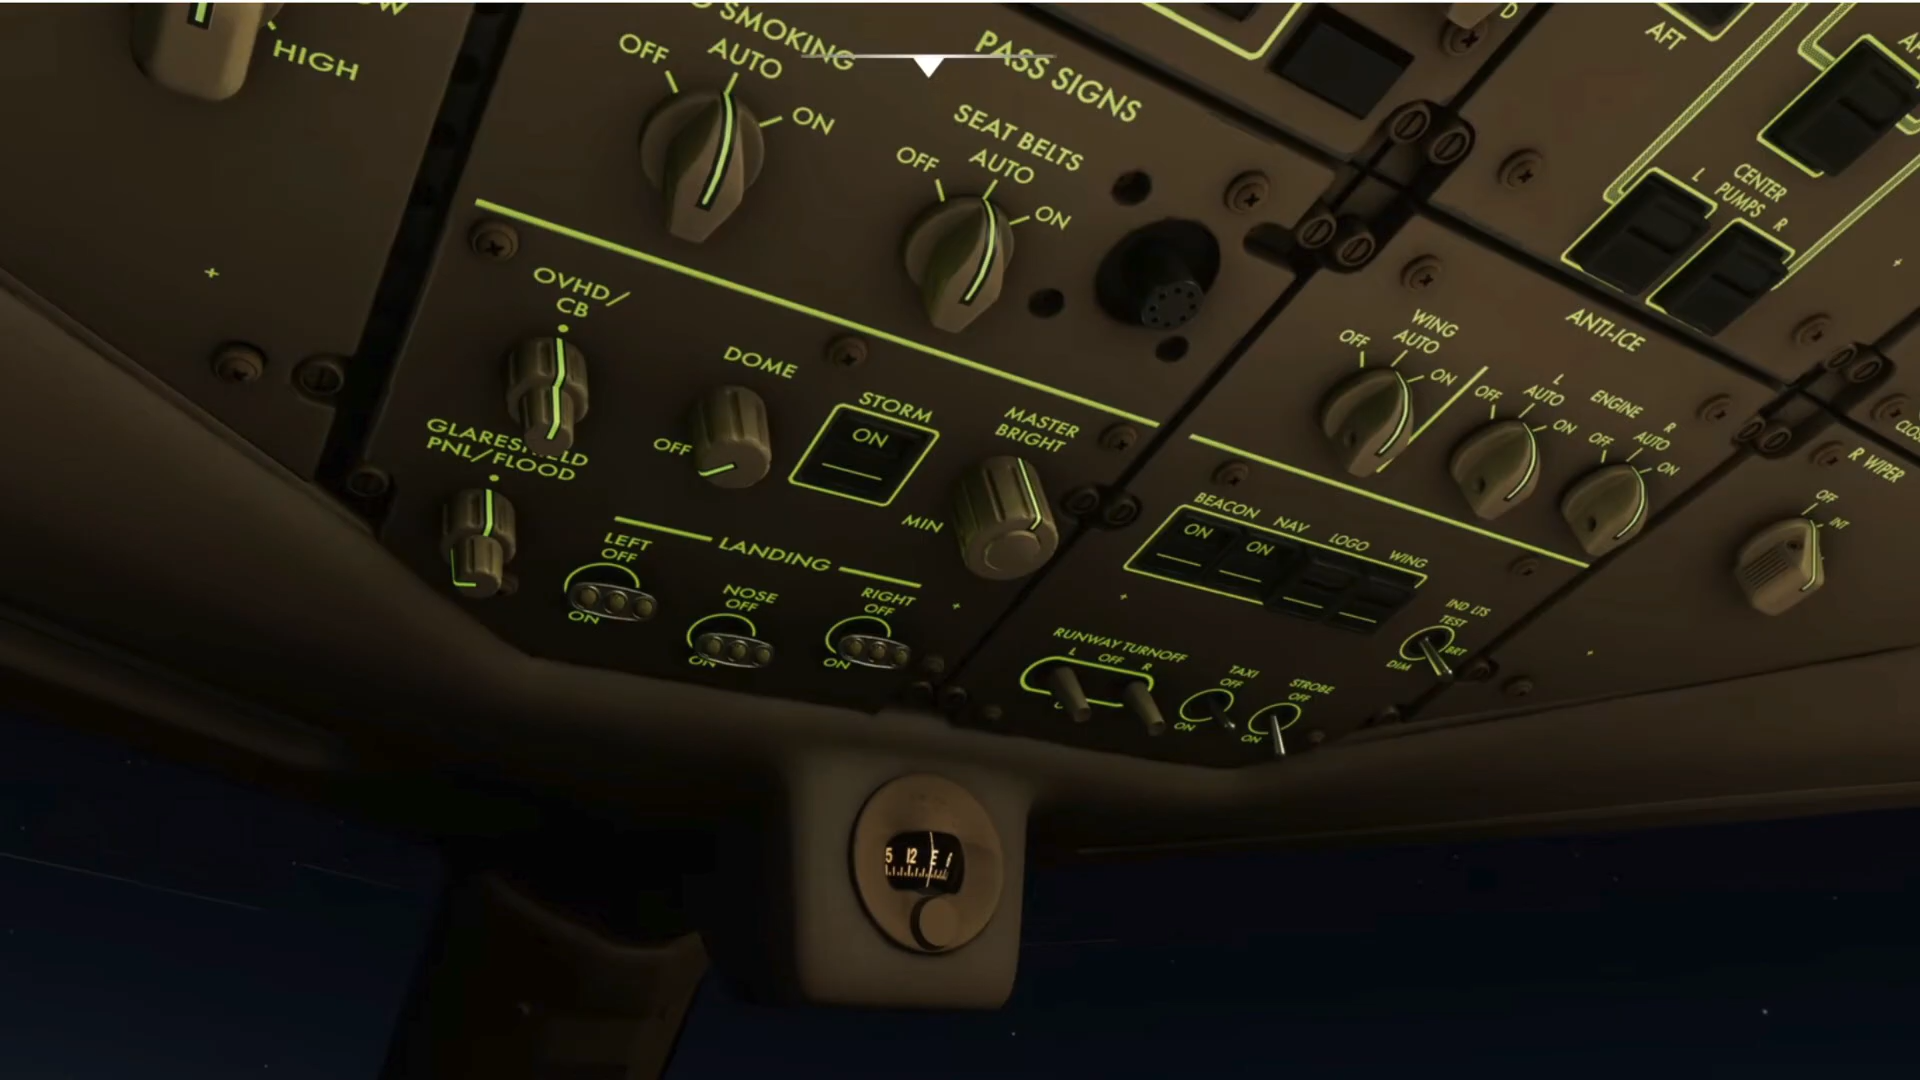 HIGH
SMOKING
OFF
AUTO
ON
PASS SIGNS
SEAT BELTS
OFF
AUTO
ON
D
AFT
L
CENTER
PUMPS
R
OVHD/
CB
DOME
OFF
STORM
ON
MASTER
BRIGHT
MIN
GLARESHIELD
PNL/FLOOD
LANDING
LEFT
OFF
ON
NOSE
OFF
ON
RIGHT
OFF
ON
ANTI-ICE
WING
OFF
AUTO
ON
L
ENGINE
R
OFF
AUTO
ON
OFF
AUTO
ON
R WIPER
OFF
INT
BEACON
NAV
LOGO
WING
ON
ON
IND LTS
TEST
BRT
DIM
RUNWAY TURNOFF
L
OFF
R
TAXI
OFF
ON
STROBE
OFF
ON
12 E